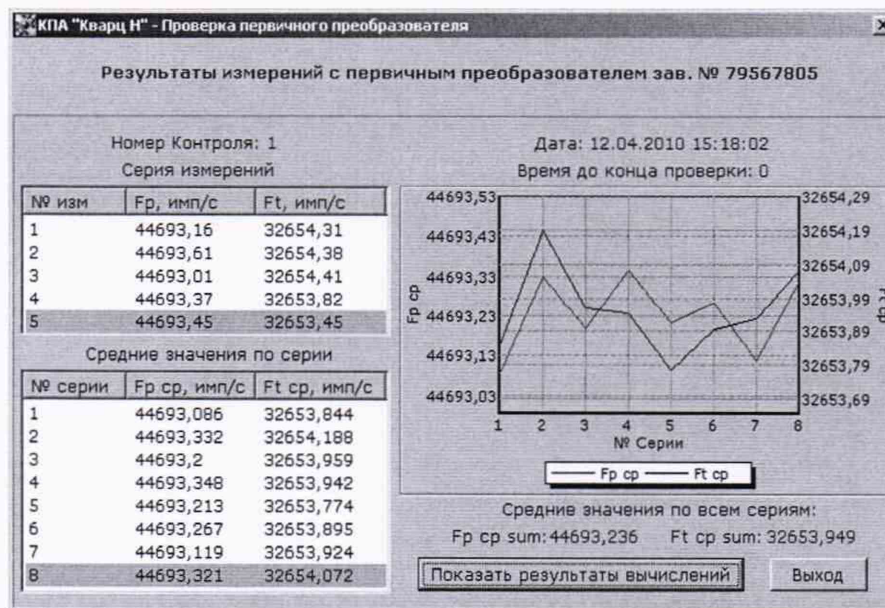 КПА "Кварц Н" - Проверка первичного преобразователя
Результаты измерений с первичным преобразователем зав. № 79567805
Номер Контроля: 1
Серия измерений
№ изм Fp, имп/с Ft, имп/с
1 44693,16 32654,31
2 44693,61 32654,38
3 44693,01 32654,41
4 44693,37 32653,82
5 44693,45 32653,45
Средние значения по серии
№ серии Fp ср, имп/с Ft ср, имп/с
1 44693,086 32653,844
2 44693,332 32654,188
3 44693,2 32653,959
4 44693,348 32653,942
5 44693,213 32653,774
6 44693,267 32653,895
7 44693,119 32653,924
8 44693,321 32654,072
Дата: 12.04.2010 15:18:02
Время до конца проверки: 0
44693,53
44693,43
44693,33
44693,23
44693,13
44693,03
Fp ср
32654,29
32654,19
32654,09
32653,99
32653,89
32653,79
32653,69
Ft ср
1 2 3 4 5 6 7 8
№ Серии
Fp ср Ft ср
Средние значения по всем сериям:
Fp ср sum: 44693,236 Ft ср sum: 32653,949
Показать результаты вычислений
Выход